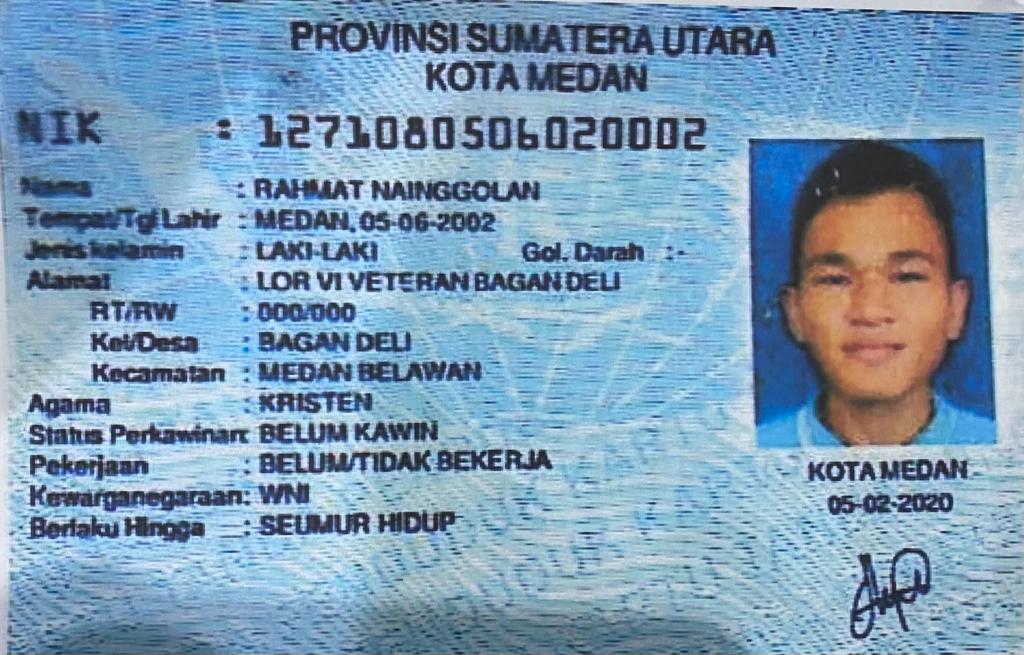 PROVINSI SUMATERA UTARA
KOTA MEDAN
NIK : 1271080506020002
Nama : RAHMAT NAINGGOLAN
Tempat/Tgl Lahir : MEDAN, 05-06-2002
Jenis kelamin : LAKI-LAKI Gol. Darah : -
Alamat : LOR VI VETERAN BAGAN DELI
RT/RW : 000/000
Kel/Desa : BAGAN DELI
Kecamatan : MEDAN BELAWAN
Agama : KRISTEN
Status Perkawinan: BELUM KAWIN
Pekerjaan : BELUM/TIDAK BEKERJA
Kewarganegaraan: WNI
Berlaku Hingga : SEUMUR HIDUP
KOTA MEDAN
05-02-2020